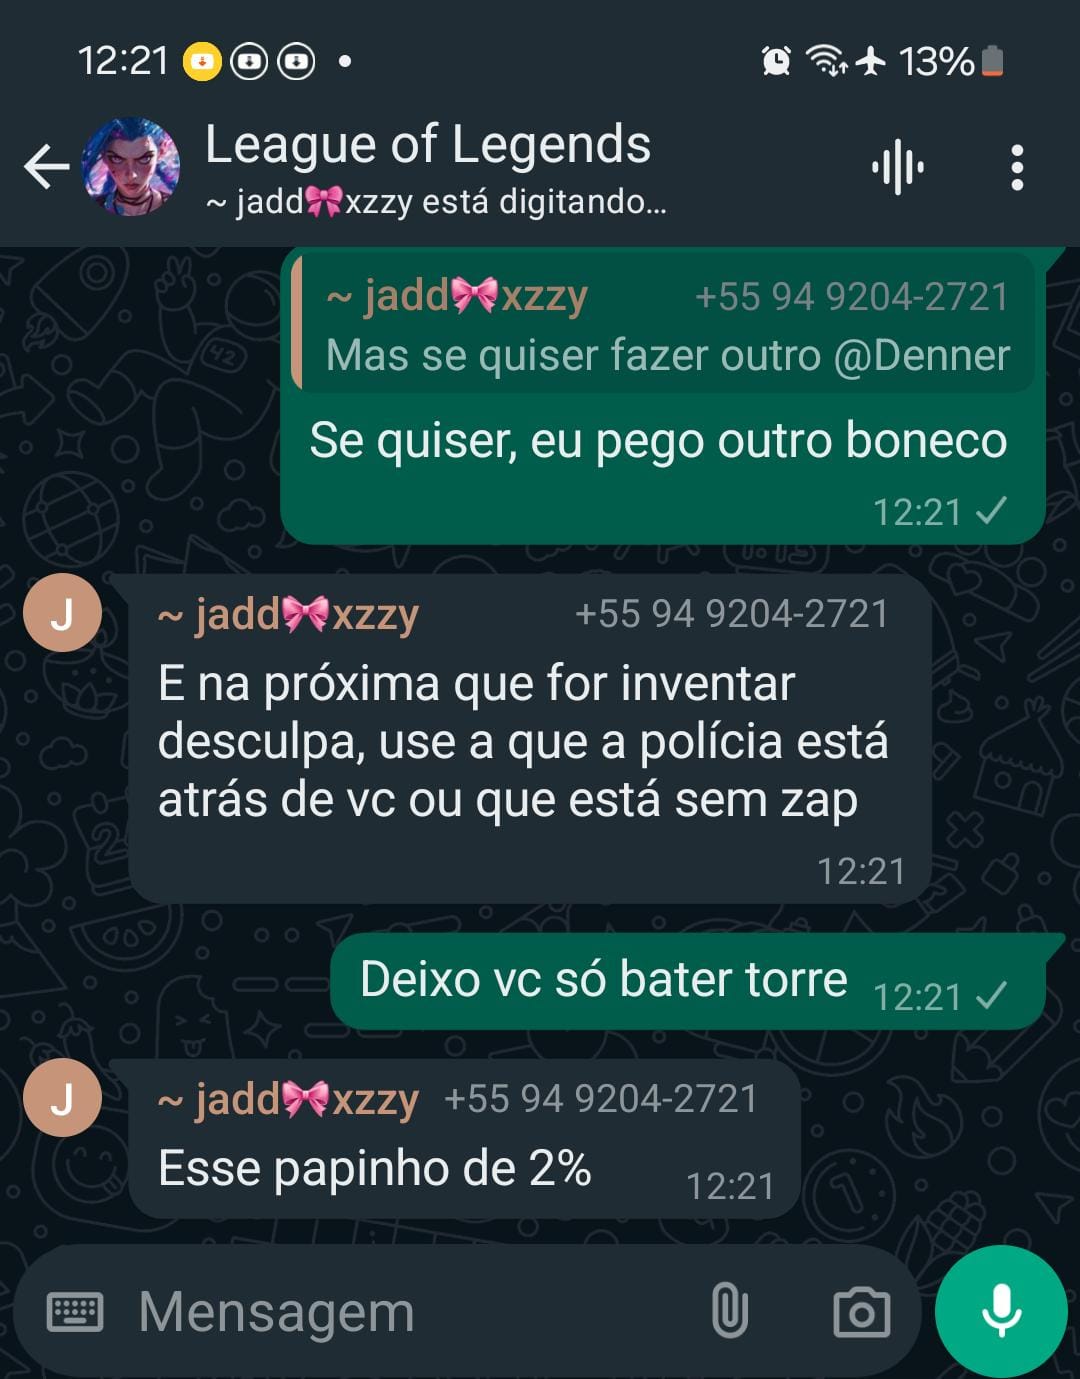 12:21
13%
League of Legends
~ jadd🎀xzzy está digitando...
~ jadd🎀xzzy +55 94 9204-2721
Mas se quiser fazer outro @Denner
Se quiser, eu pego outro boneco
12:21
J
~ jadd🎀xzzy +55 94 9204-2721
E na próxima que for inventar
desculpa, use a que a polícia está
atrás de vc ou que está sem zap
12:21
Deixo vc só bater torre 12:21
J
~ jadd🎀xzzy +55 94 9204-2721
Esse papinho de 2% 12:21
Mensagem